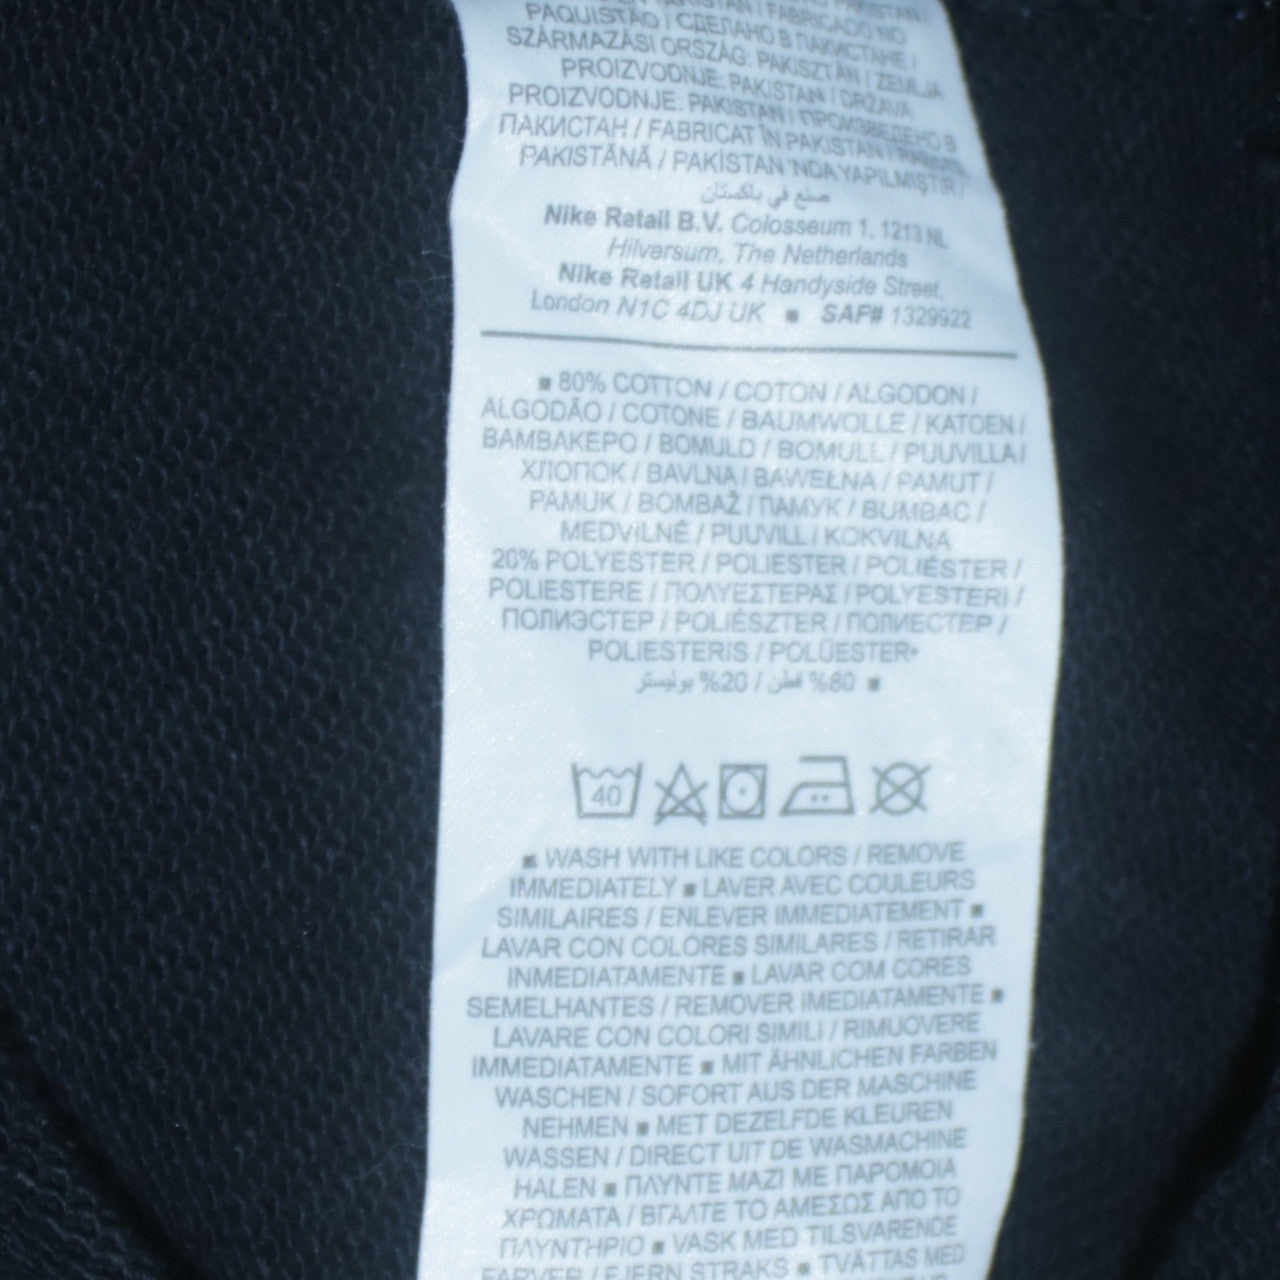 PAKISTAN / FABRICADO NO
PAQUISTÃO / СДЕЛАНО В ПАКИСТАНЕ /
SZÁRMAZÁSI ORSZÁG: PAKISZTÁN / ZEMLJA
PROIZVODNJE: PAKISTAN / DRŽAVA
PROIZVODNJE: PAKISTAN / ПРОИЗВЕДЕНО В
ПАКИСТАН / FABRICAT ÎN PAKISTAN /
PAKISTĀNĀ / PAKİSTAN 'NDA YAPILMIŞTIR /
صنع في باكستان
Nike Retail B.V. Colosseum 1, 1213 NL
Hilversum, The Netherlands
Nike Retail UK 4 Handyside Street,
London N1C 4DJ UK ■ SAF# 1329922
■ 80% COTTON / COTON / ALGODON /
ALGODÃO / COTONE / BAUMWOLLE / KATOEN /
ΒΑΜΒΑΚΕΡΟ / BOMULD / BOMULL / PUUVILLA /
ХЛОПОК / BAVLNA / BAWEŁNA / PAMUT /
PAMUK / BOMBAŽ / ПАМУК / BUMBAC /
MEDVILNĖ / PUUVILL / KOKVILNA
20% POLYESTER / POLIESTER / POLIÉSTER /
POLIESTERE / ΠΟΛΥΕΣΤΕΡΑΣ / POLYESTERI /
ПОЛИЭСТЕР / POLIÉSZTER / ПОЛИЕСТЕР /
POLIESTERIS / POLÜESTER
■ 80% قطن / 20% بوليستر
40
■ WASH WITH LIKE COLORS / REMOVE
IMMEDIATELY ■ LAVER AVEC COULEURS
SIMILAIRES / ENLEVER IMMEDIATEMENT ■
LAVAR CON COLORES SIMILARES / RETIRAR
INMEDIATAMENTE ■ LAVAR COM CORES
SEMELHANTES / REMOVER IMEDIATAMENTE ■
LAVARE CON COLORI SIMILI / RIMUOVERE
IMMEDIATAMENTE ■ MIT ÄHNLICHEN FARBEN
WASCHEN / SOFORT AUS DER MASCHINE
NEHMEN ■ MET DEZELFDE KLEUREN
WASSEN / DIRECT UIT DE WASMACHINE
HALEN ■ ΠΛΥΝΤΕ ΜΑΖΙ ΜΕ ΠΑΡΟΜΟΙΑ
ΧΡΩΜΑΤΑ / ΒΓΑΛΤΕ ΤΟ ΑΜΕΣΩΣ ΑΠΟ ΤΟ
ΠΛΥΝΤΗΡΙΟ ■ VASK MED TILSVARENDE
FARVER / FJERN STRAKS ■ TVÄTTAS MED